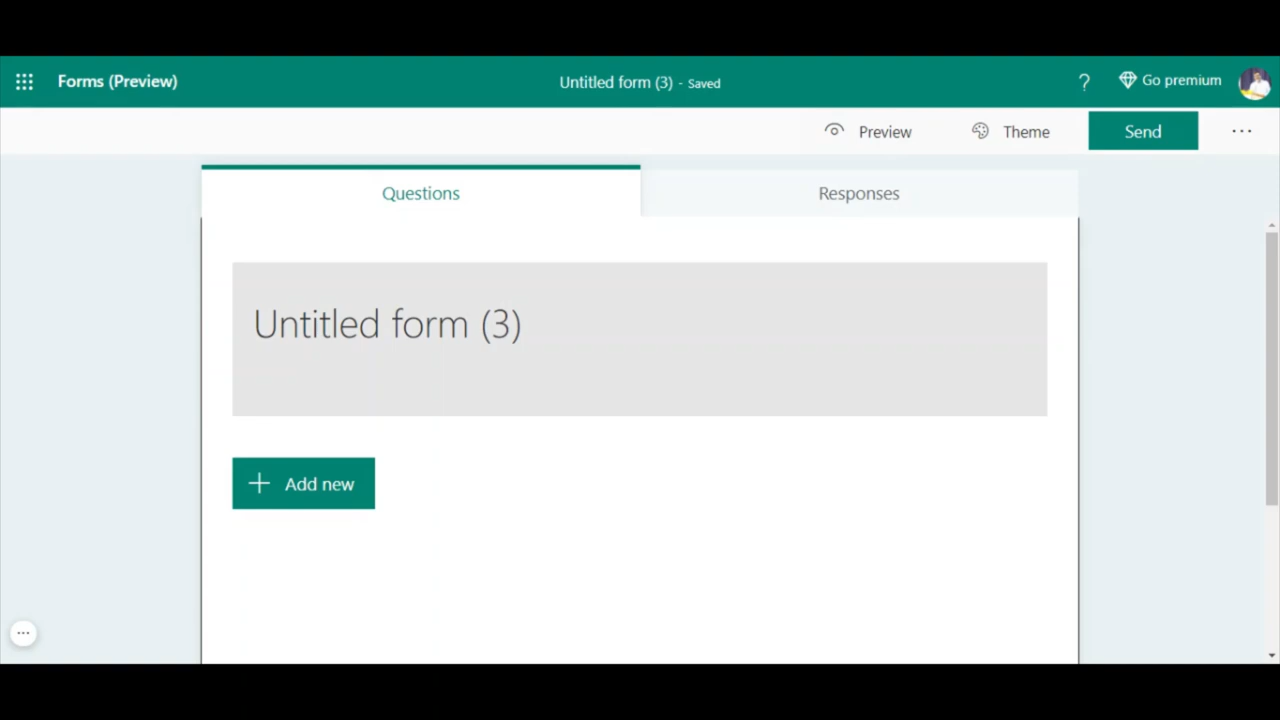 Forms (Preview)
Untitled form (3) - Saved
? Go premium
Preview
Theme
Send
...
Questions
Responses
Untitled form (3)
+ Add new
...